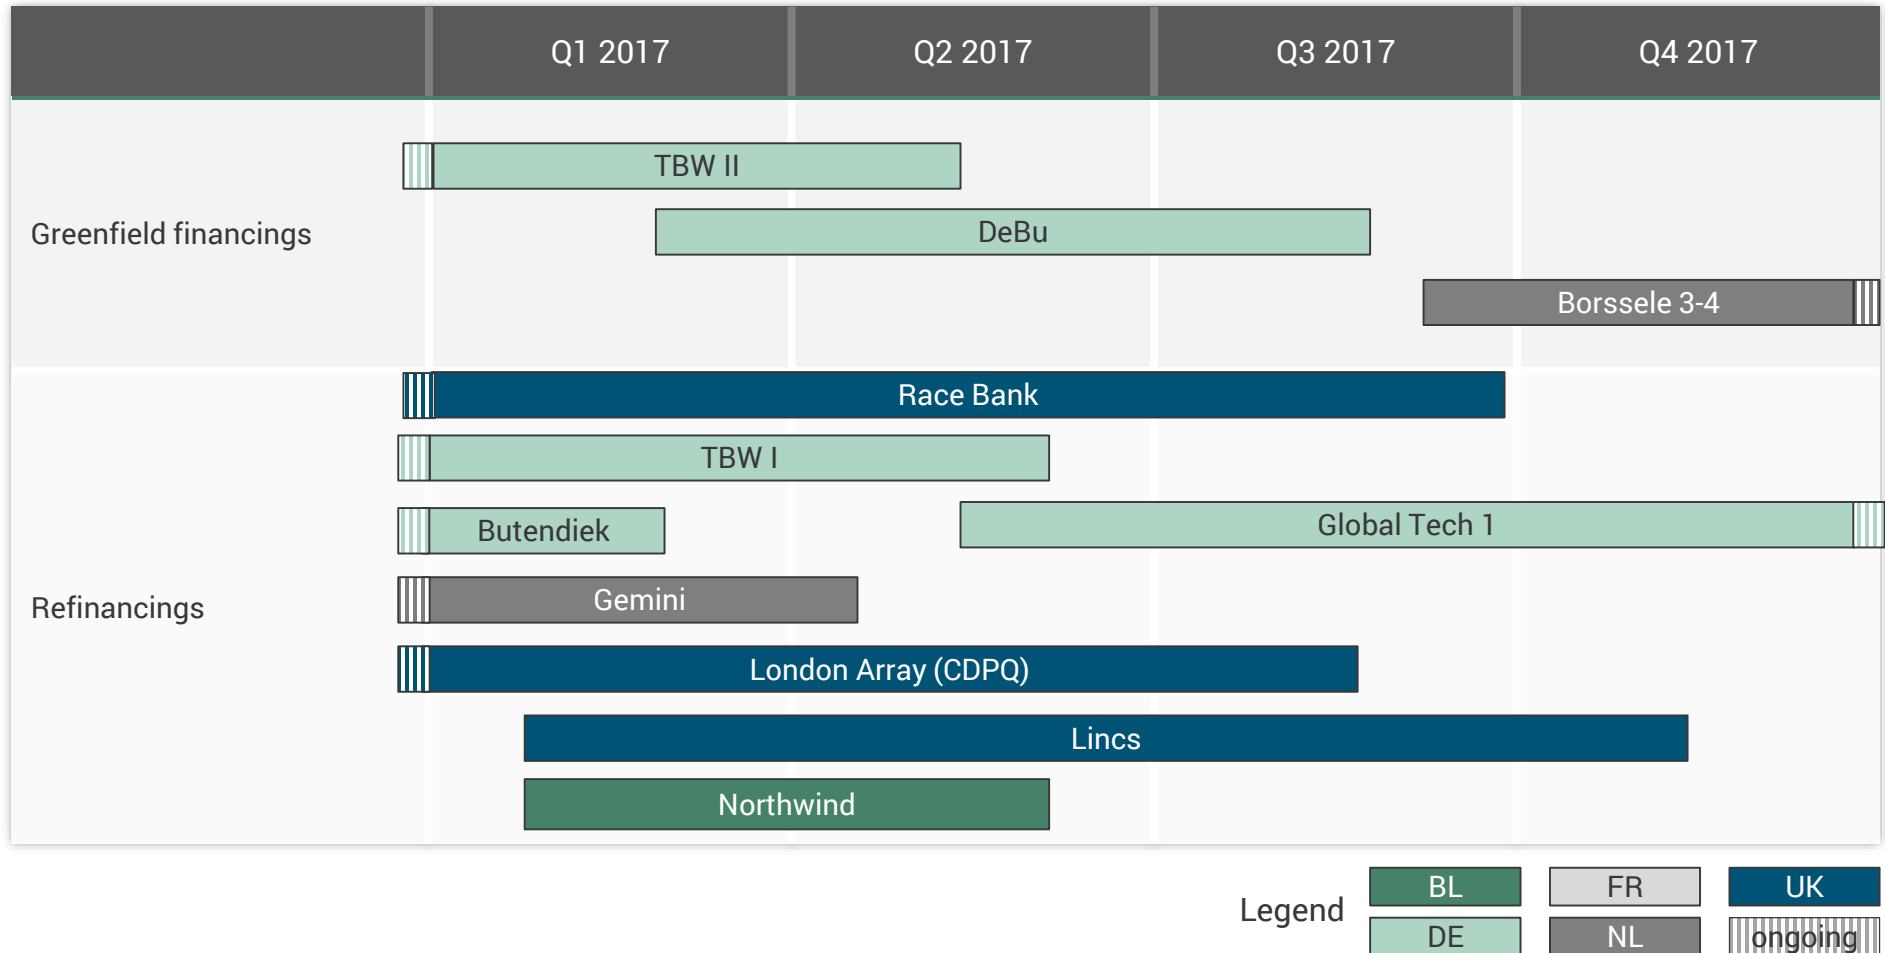 Q1 2017 Q2 2017 Q3 2017 Q4 2017
Greenfield financings
TBW II
DeBu
Borssele 3-4
Refinancings
Race Bank
TBW I
Butendiek
Global Tech 1
Gemini
London Array (CDPQ)
Lincs
Northwind
Legend
BL FR UK
DE NL ongoing